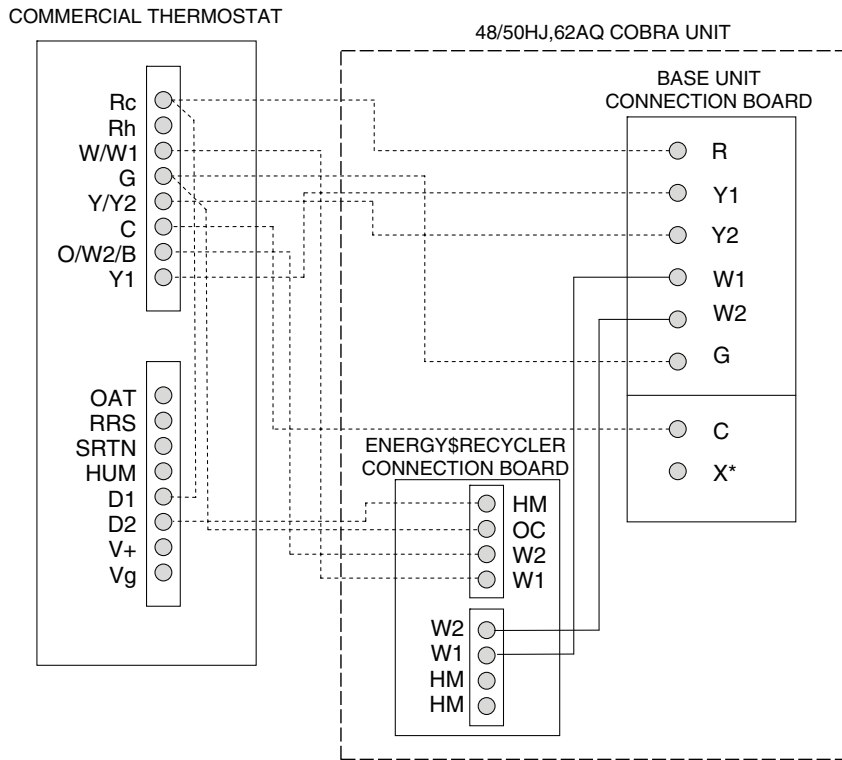 COMMERCIAL THERMOSTAT
Rc
Rh
W/W1
G
Y/Y2
C
O/W2/B
Y1
OAT
RRS
SRTN
HUM
D1
D2
V+
Vg
48/50HJ,62AQ COBRA UNIT
BASE UNIT
CONNECTION BOARD
R
Y1
Y2
W1
W2
G
C
X*
ENERGY$RECYCLER
CONNECTION BOARD
HM
OC
W2
W1
W2
W1
HM
HM